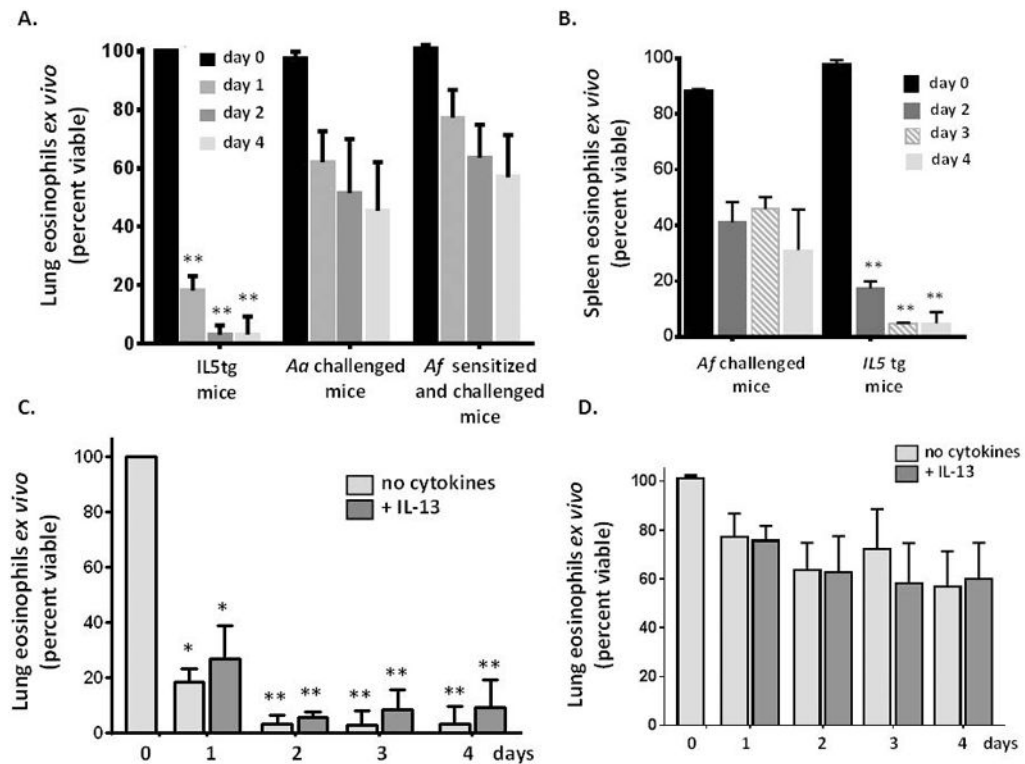 A.
Lung eosinophils ex vivo
(percent viable)
100
80
60
40
20
0
day 0
day 1
day 2
day 4
**
**
**
IL5tg
mice
Aa challenged
mice
Af sensitized
and challenged
mice
B.
Spleen eosinophils ex vivo
(percent viable)
100
80
60
40
20
0
day 0
day 2
day 3
day 4
**
**
**
Af challenged
mice
IL5 tg
mice
C.
Lung eosinophils ex vivo
(percent viable)
100
80
60
40
20
0
no cytokines
+ IL-13
*
*
**
**
**
**
**
**
0 1 2 3 4 days
D.
Lung eosinophils ex vivo
(percent viable)
100
80
60
40
20
0
no cytokines
+ IL-13
0 1 2 3 4 days